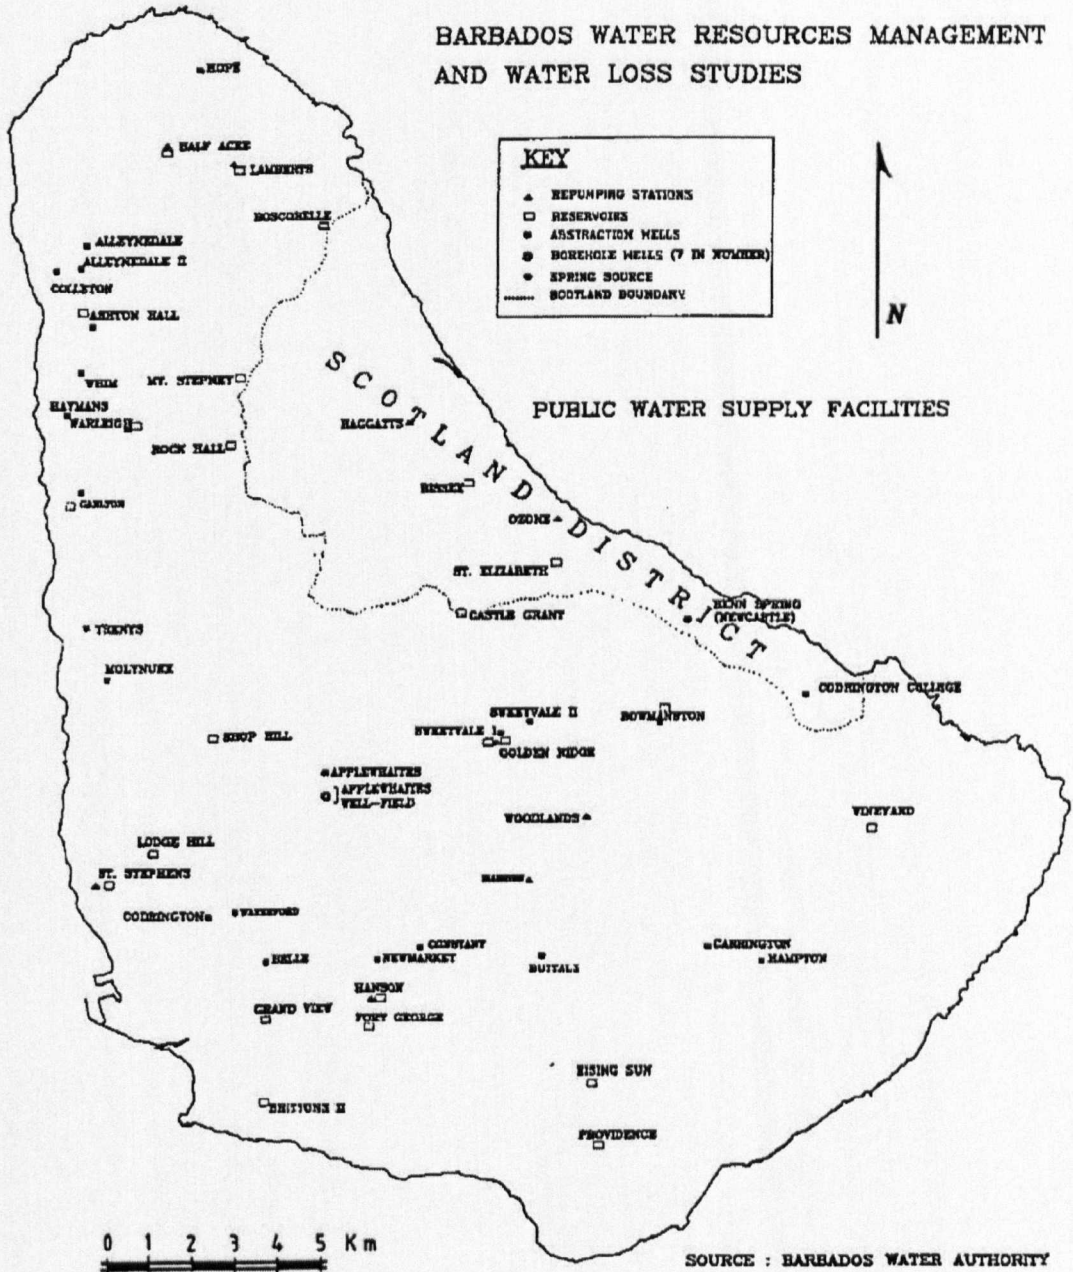 BARBADOS WATER RESOURCES MANAGEMENT
AND WATER LOSS STUDIES
HOPE
HALF ACRE
LAMBERTS
BOSCOBELLE
KEY
REPUMPING STATIONS
RESERVOIRS
ABSTRACTION WELLS
BOREHOLE WELLS (7 IN NUMBER)
SPRING SOURCE
SCOTLAND BOUNDARY
N
ALLEYNEDALE
ALLEYNEDALE II
COLLETON
ASHTON HALL
WHIM
MT. STEPNEY
HAYMANS
WARLEIGH
ROCK HALL
CARLTON
SCOTLAND DISTRICT
PUBLIC WATER SUPPLY FACILITIES
HAGGATTS
BISSEX
OZONE
ST. ELIZABETH
CASTLE GRANT
BENN SPRING
(NEWCASTLE)
TRENTS
MOLYNUEX
CODRINGTON COLLEGE
SWEETVALE II
BOWMANSTON
SWEETVALE I
GOLDEN RIDGE
SHOP HILL
APPLEWHAITES
APPLEWHAITES
WELL-FIELD
WOODLANDS
VINEYARD
LODGE HILL
ST. STEPHENS
CODRINGTON
WATERFORD
BELLE
CONSTANT
NEWMARKET
BUTTALS
CARRINGTON
HAMPTON
HANSON
GRAND VIEW
FORT GEORGE
RISING SUN
BRITTONS II
PROVIDENCE
0 1 2 3 4 5 Km
SOURCE : BARBADOS WATER AUTHORITY